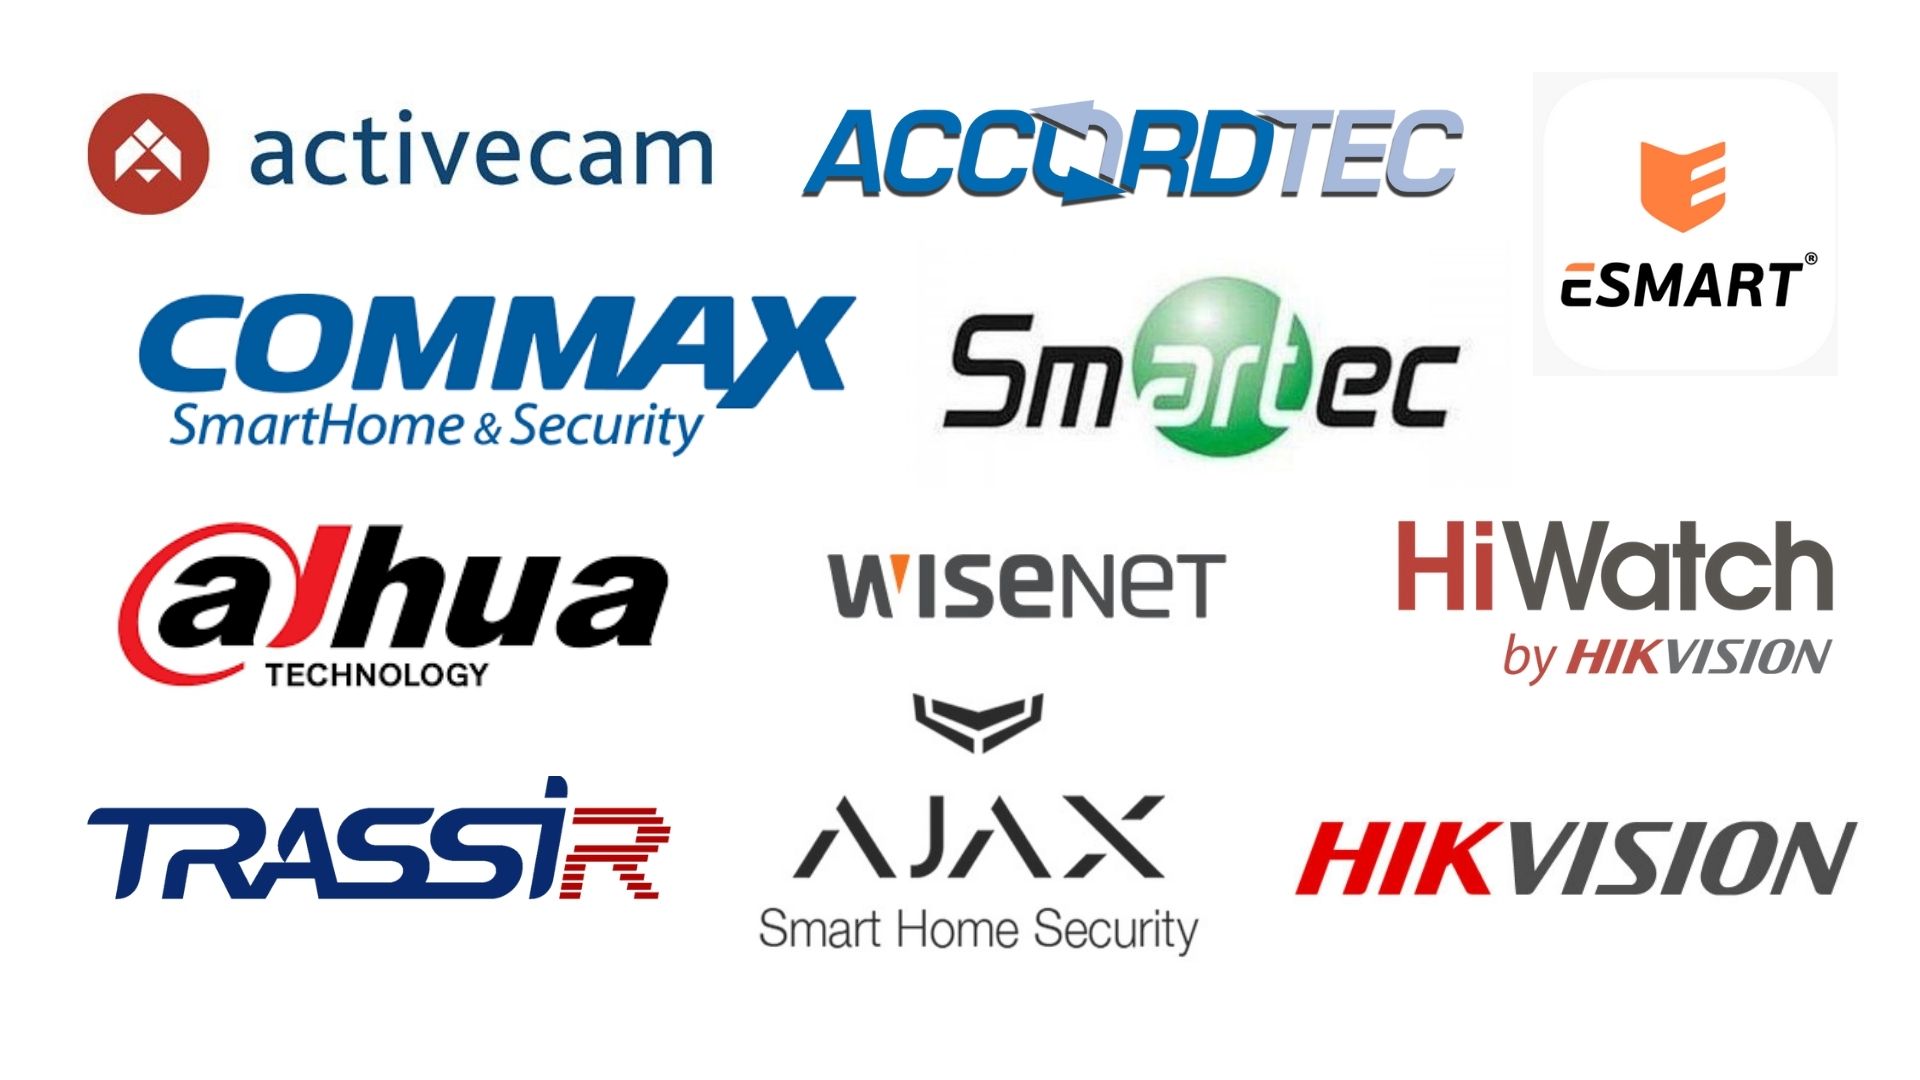 activecam
ACCORDTEC
ESMART®
COMMAX
SmartHome & Security
Smartec
alhua
TECHNOLOGY
WISENET
HiWatch
by HIKVISION
TRASSIR
AJAX
Smart Home Security
HIKVISION